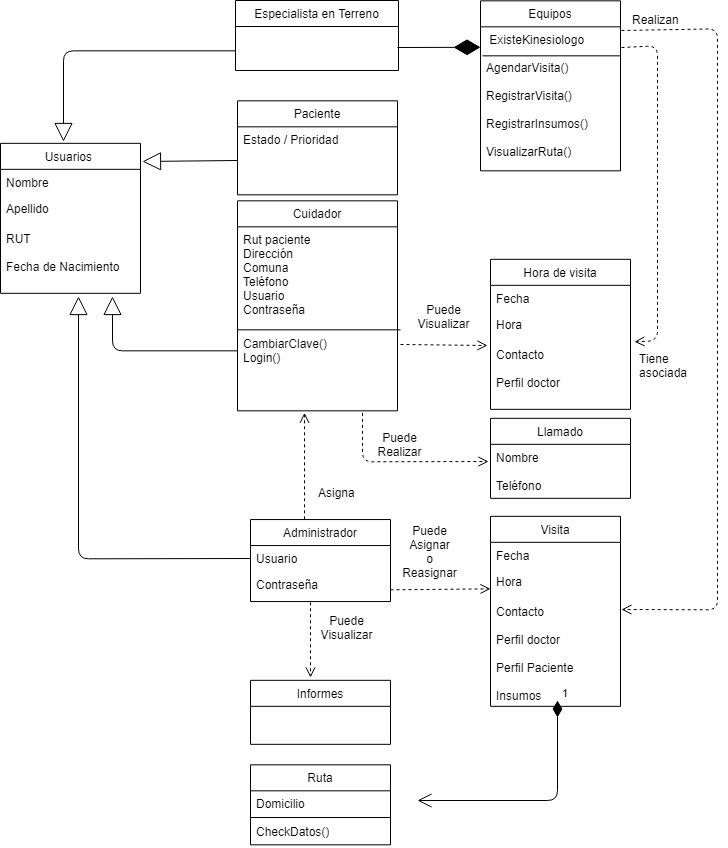 Especialista en Terreno
Equipos
ExisteKinesiologo
AgendarVisita()
RegistrarVisita()
RegistrarInsumos()
VisualizarRuta()
Realizan
Paciente
Estado / Prioridad
Usuarios
Nombre
Apellido
RUT
Fecha de Nacimiento
Cuidador
Rut paciente
Dirección
Comuna
Teléfono
Usuario
Contraseña
CambiarClave()
Login()
Puede
Visualizar
Hora de visita
Fecha
Hora
Contacto
Perfil doctor
Tiene
asociada
Puede
Realizar
Llamado
Nombre
Teléfono
Asigna
Administrador
Usuario
Contraseña
Puede
Asignar
o
Reasignar
Visita
Fecha
Hora
Contacto
Perfil doctor
Perfil Paciente
Insumos
1
Puede
Visualizar
Informes
Ruta
Domicilio
CheckDatos()